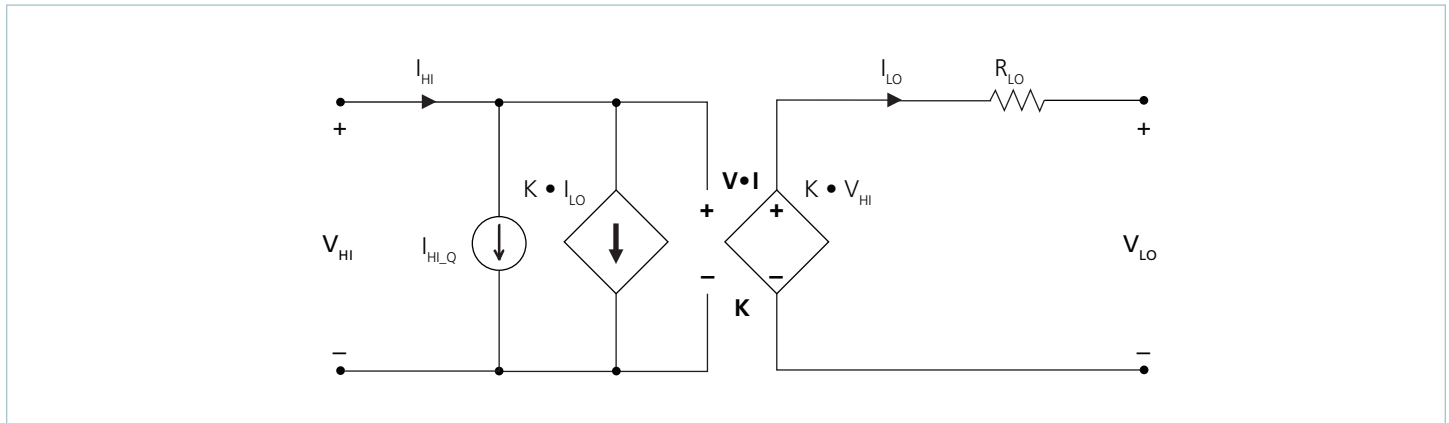 I_HI
I_LO
R_LO
+
+
K • I_LO
V•I
K • V_HI
+
+
V_HI
I_HI_Q
V_LO
–
–
K
–
–